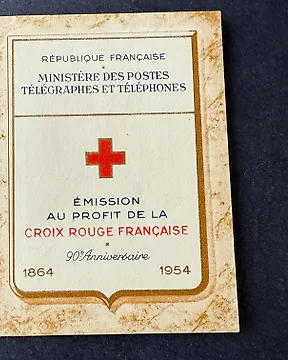 RÉPUBLIQUE FRANÇAISE
MINISTÈRE DES POSTES
TÉLÉGRAPHES ET TÉLÉPHONES
ÉMISSION
AU PROFIT DE LA
CROIX ROUGE FRANÇAISE
90e Anniversaire
1864 1954